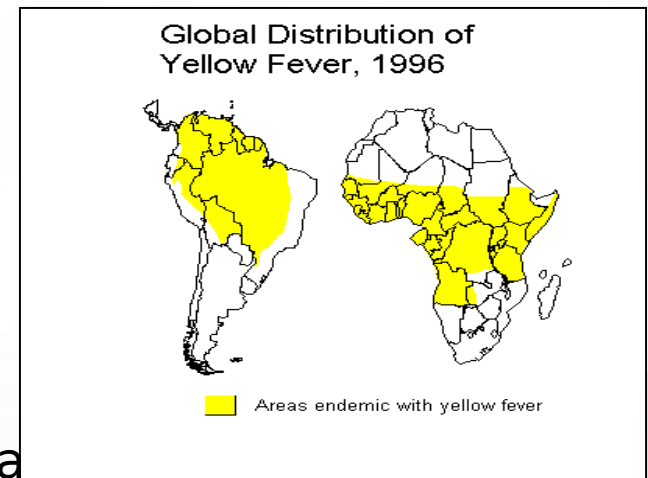 Global Distribution of
Yellow Fever, 1996
Areas endemic with yellow fever
a